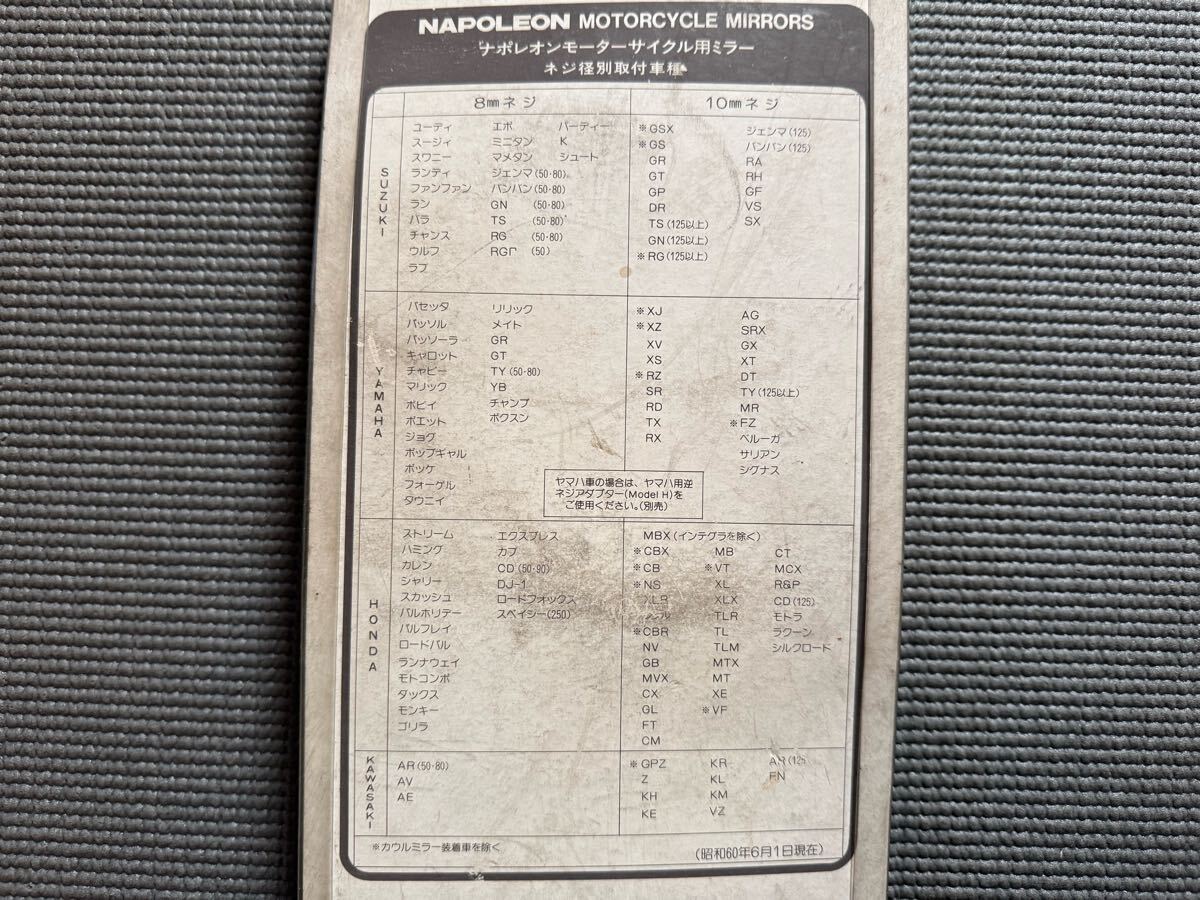 NAPOLEON MOTORCYCLE MIRRORS
ナポレオンモーターサイクル用ミラー
ネジ径別取付車種
8㎜ネジ 10㎜ネジ
SUZUKI
ユーディ エポ パーティー
スージィ ミニタン K
スワニー マメタン シュート
ランディ ジェンマ(50·80)
ファンファン バンバン(50·80)
ラン GN (50·80)
ハラ TS (50·80)
チャンス RG (50·80)
ウルフ RGΓ (50)
ラブ
※GSX ジェンマ(125)
※GS バンバン(125)
GR RA
GT RH
GP GF
DR VS
TS(125以上) SX
GN(125以上)
※RG(125以上)
YAMAHA
パセッタ リリック
パッソル メイト
パッソーラ GR
キャロット GT
チャピー TY(50·80)
マリック YB
ポピイ チャンプ
ポエット ボクスン
ジョグ
ポップギャル
ポッケ
フォーゲル
タウニイ
※XJ AG
※XZ SRX
XV GX
XS XT
※RZ DT
SR TY(125以上)
RD MR
TX ※FZ
RX ベルーガ
サリアン
シグナス
ヤマハ車の場合は、ヤマハ用逆
ネジアダプター(Model H)を
ご使用ください。(別売)
HONDA
ストリーム エクスプレス
ハミング カブ
カレン CD(50·90)
シャリー DJ-1
スカッシュ ロードフォックス
パルホリデー スペイシー(250)
パルフレイ
ロードパル
ランナウェイ
モトコンポ
ダックス
モンキー
ゴリラ
MBX(インテグラを除く)
※CBX MB CT
※CB ※VT MCX
※NS XL R&P
XLR XLX CD(125)
TLR モトラ
※CBR TL ラクーン
NV TLM シルクロード
GB MTX
MVX MT
CX XE
GL ※VF
FT
CM
KAWASAKI
AR(50·80)
AV
AE
※GPZ KR AR(125
Z KL FN
KH KM
KE VZ
※カウルミラー装着車を除く
(昭和60年6月1日現在)